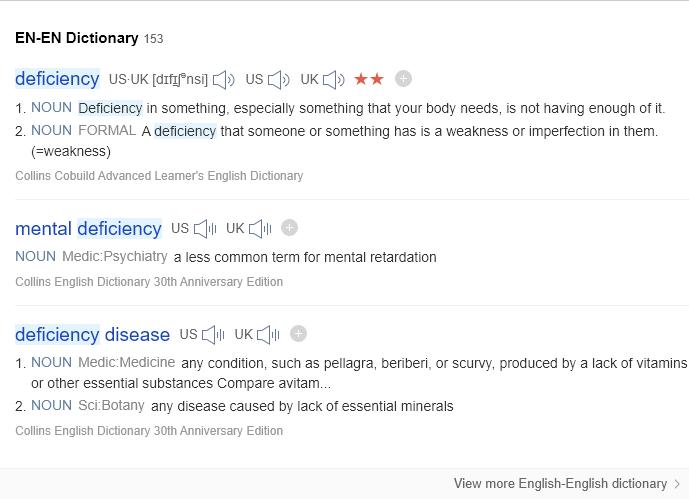 EN-EN Dictionary 153
deficiency US·UK [dɪfɪʃᵊnsi] US UK ★★
1. NOUN Deficiency in something, especially something that your body needs, is not having enough of it.
2. NOUN FORMAL A deficiency that someone or something has is a weakness or imperfection in them.
(=weakness)
Collins Cobuild Advanced Learner's English Dictionary
mental deficiency US UK
NOUN Medic:Psychiatry a less common term for mental retardation
Collins English Dictionary 30th Anniversary Edition
deficiency disease US UK
1. NOUN Medic:Medicine any condition, such as pellagra, beriberi, or scurvy, produced by a lack of vitamins
or other essential substances Compare avitam...
2. NOUN Sci:Botany any disease caused by lack of essential minerals
Collins English Dictionary 30th Anniversary Edition
View more English-English dictionary >